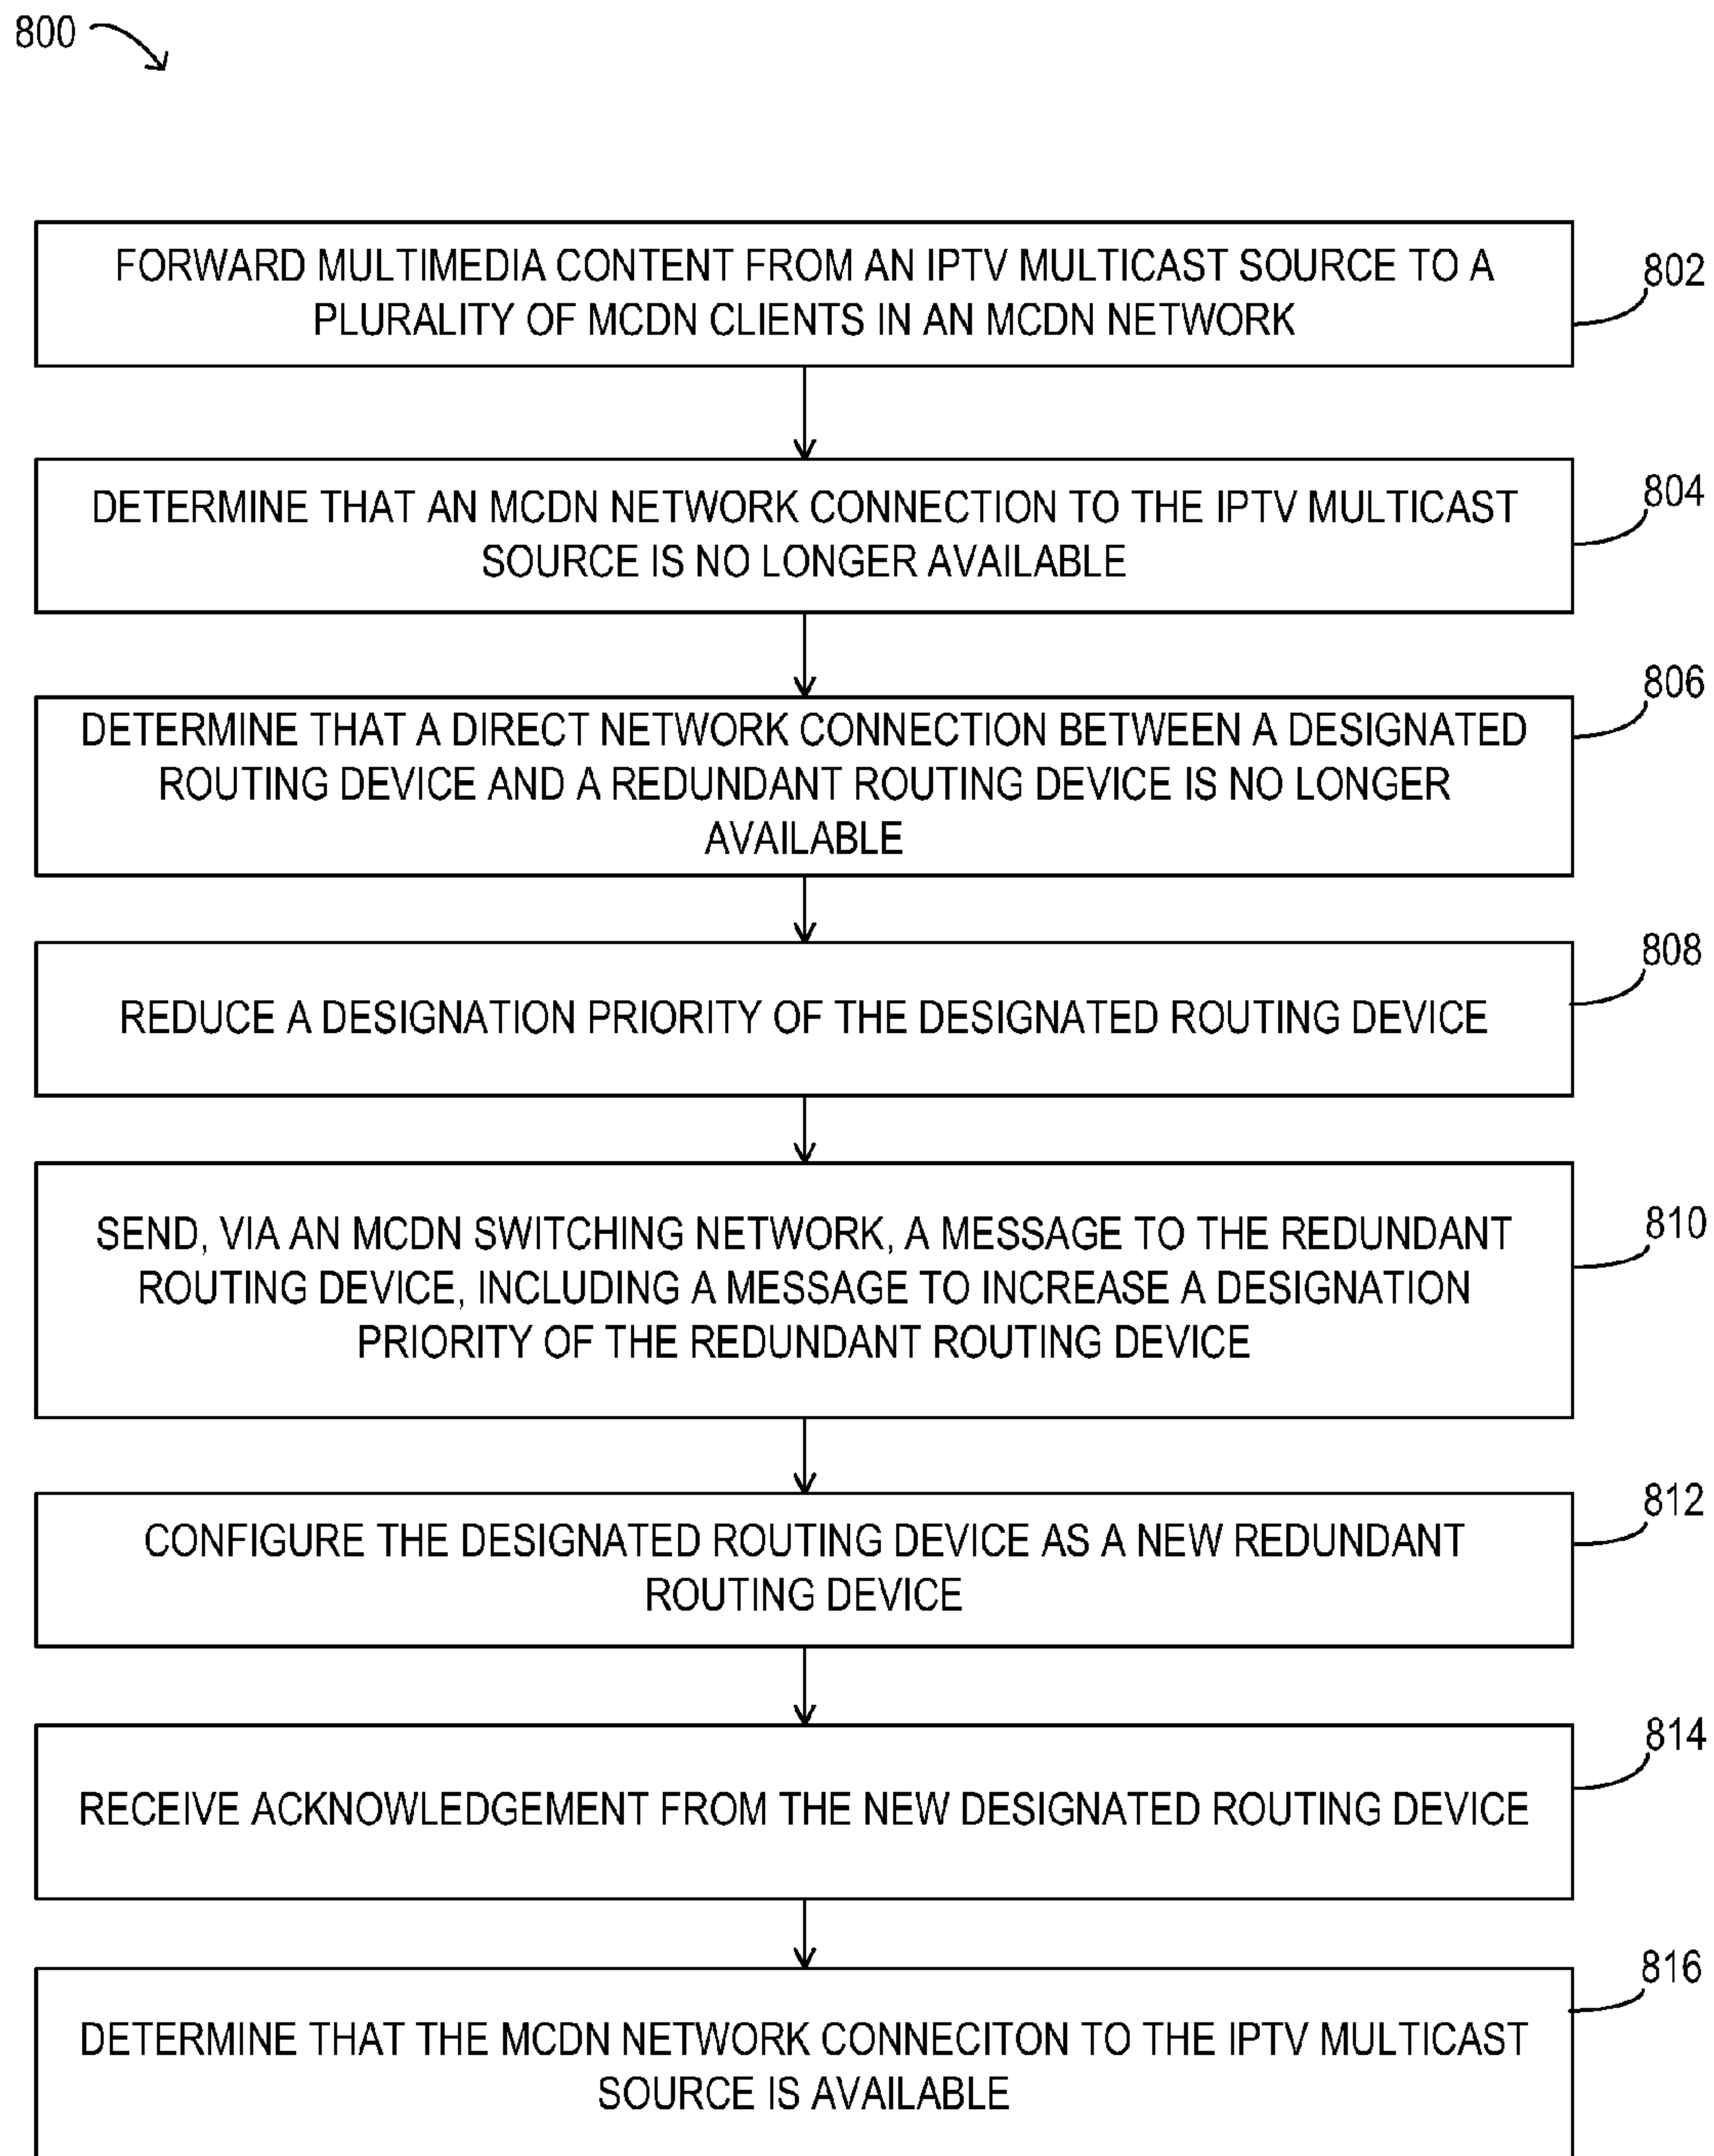 800
FORWARD MULTIMEDIA CONTENT FROM AN IPTV MULTICAST SOURCE TO A
PLURALITY OF MCDN CLIENTS IN AN MCDN NETWORK
802
DETERMINE THAT AN MCDN NETWORK CONNECTION TO THE IPTV MULTICAST
SOURCE IS NO LONGER AVAILABLE
804
DETERMINE THAT A DIRECT NETWORK CONNECTION BETWEEN A DESIGNATED
ROUTING DEVICE AND A REDUNDANT ROUTING DEVICE IS NO LONGER
AVAILABLE
806
REDUCE A DESIGNATION PRIORITY OF THE DESIGNATED ROUTING DEVICE
808
SEND, VIA AN MCDN SWITCHING NETWORK, A MESSAGE TO THE REDUNDANT
ROUTING DEVICE, INCLUDING A MESSAGE TO INCREASE A DESIGNATION
PRIORITY OF THE REDUNDANT ROUTING DEVICE
810
CONFIGURE THE DESIGNATED ROUTING DEVICE AS A NEW REDUNDANT
ROUTING DEVICE
812
RECEIVE ACKNOWLEDGEMENT FROM THE NEW DESIGNATED ROUTING DEVICE
814
DETERMINE THAT THE MCDN NETWORK CONNECITON TO THE IPTV MULTICAST
SOURCE IS AVAILABLE
816